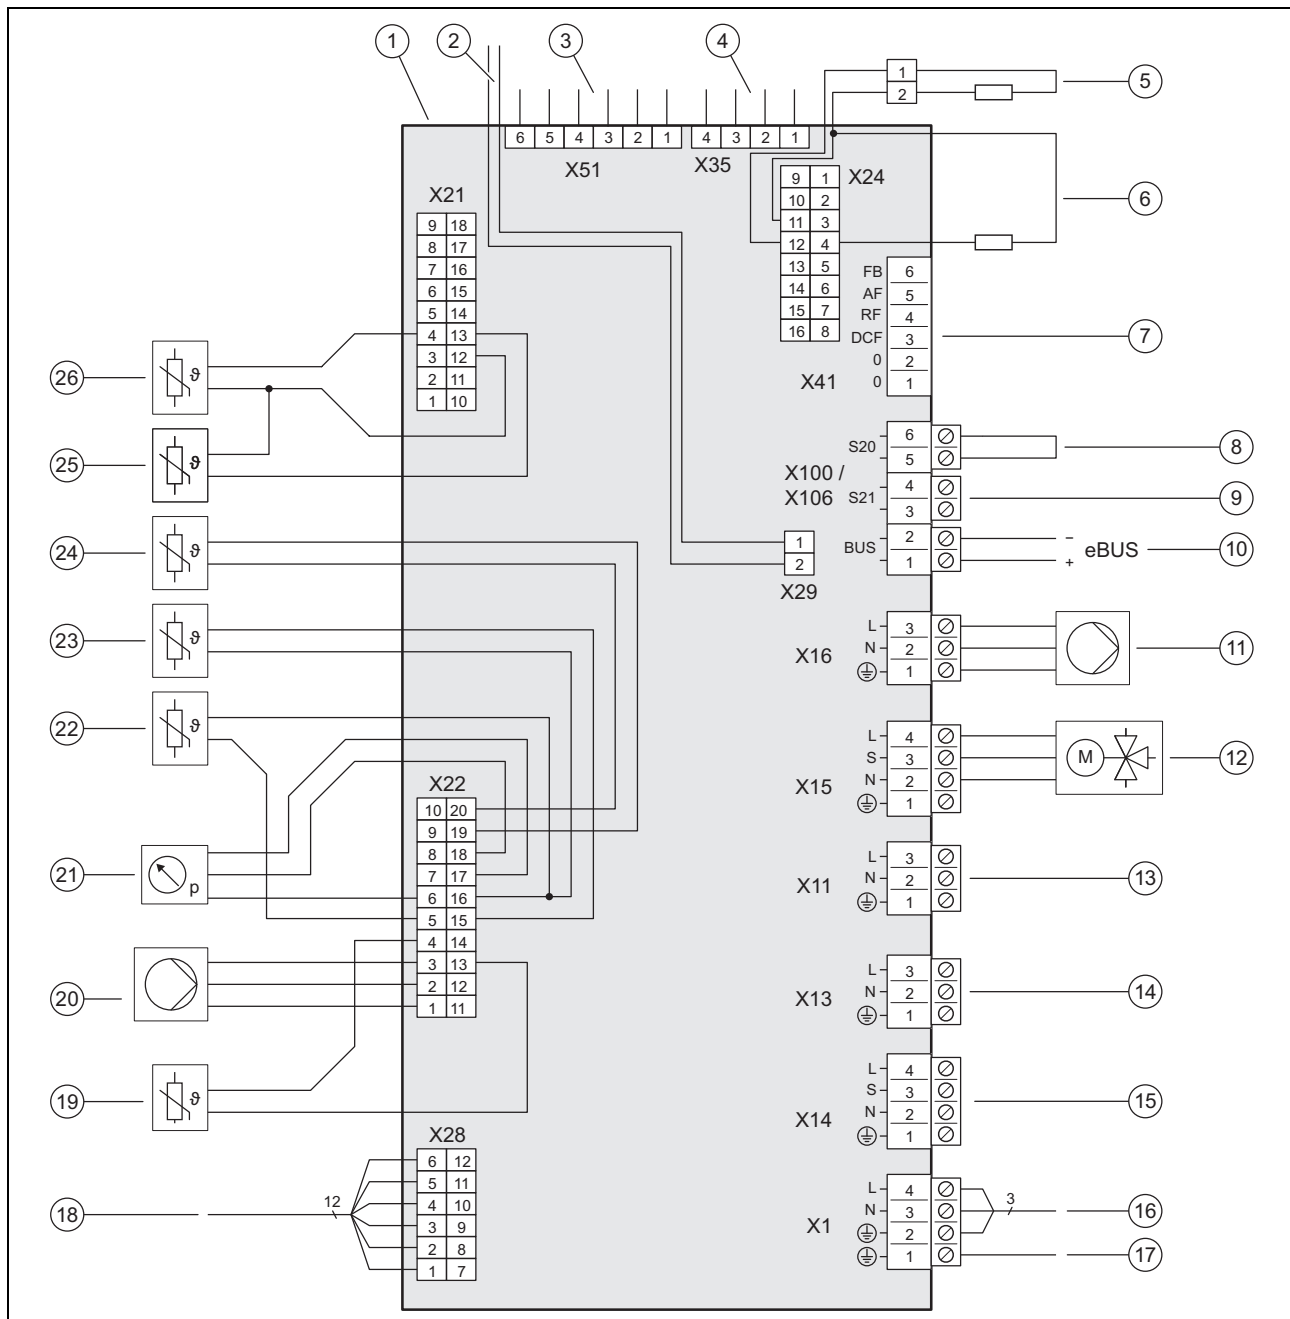 1 2 3 4 5
1
2
6 5 4 3 2 1 4 3 2 1
X51 X35
X21 X24
9 1
10 2
11 3
12 4
13 5
14 6
15 7
16 8
6
9 18
8 17
7 16
6 15
5 14
4 13
3 12
2 11
1 10
FB 6
AF 5
RF 4
DCF 3
0 2
0 1
X41
7
26 ϑ
25 ϑ
S20 6
5
8
X100 /
X106
S21 4
3
9
24 ϑ
BUS 2
1
− eBUS
+
10
1
2
X29
23 ϑ
X16
L 3
N 2
1
11
22 ϑ
X15
L 4
S 3
N 2
1
M
12
X22
10 20
9 19
8 18
7 17
6 16
5 15
4 14
3 13
2 12
1 11
21 p
X11
L 3
N 2
1
13
20
X13
L 3
N 2
1
14
19 ϑ
X14
L 4
S 3
N 2
1
15
X28
6 12
5 11
4 10
3 9
2 8
1 7
18 12
X1
L 4
N 3
2
1
3
16
17